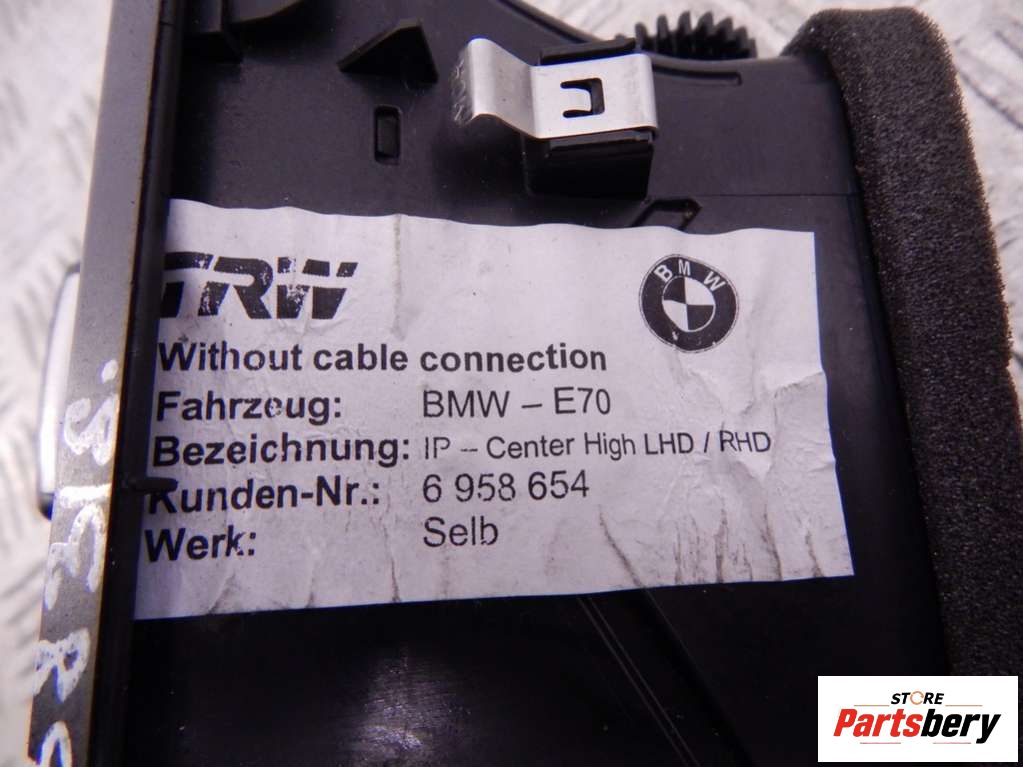 TRW
BMW
Without cable connection
Fahrzeug: BMW – E70
Bezeichnung: IP – Center High LHD / RHD
Kunden-Nr.: 6 958 654
Werk: Selb
STORE
Partsbery